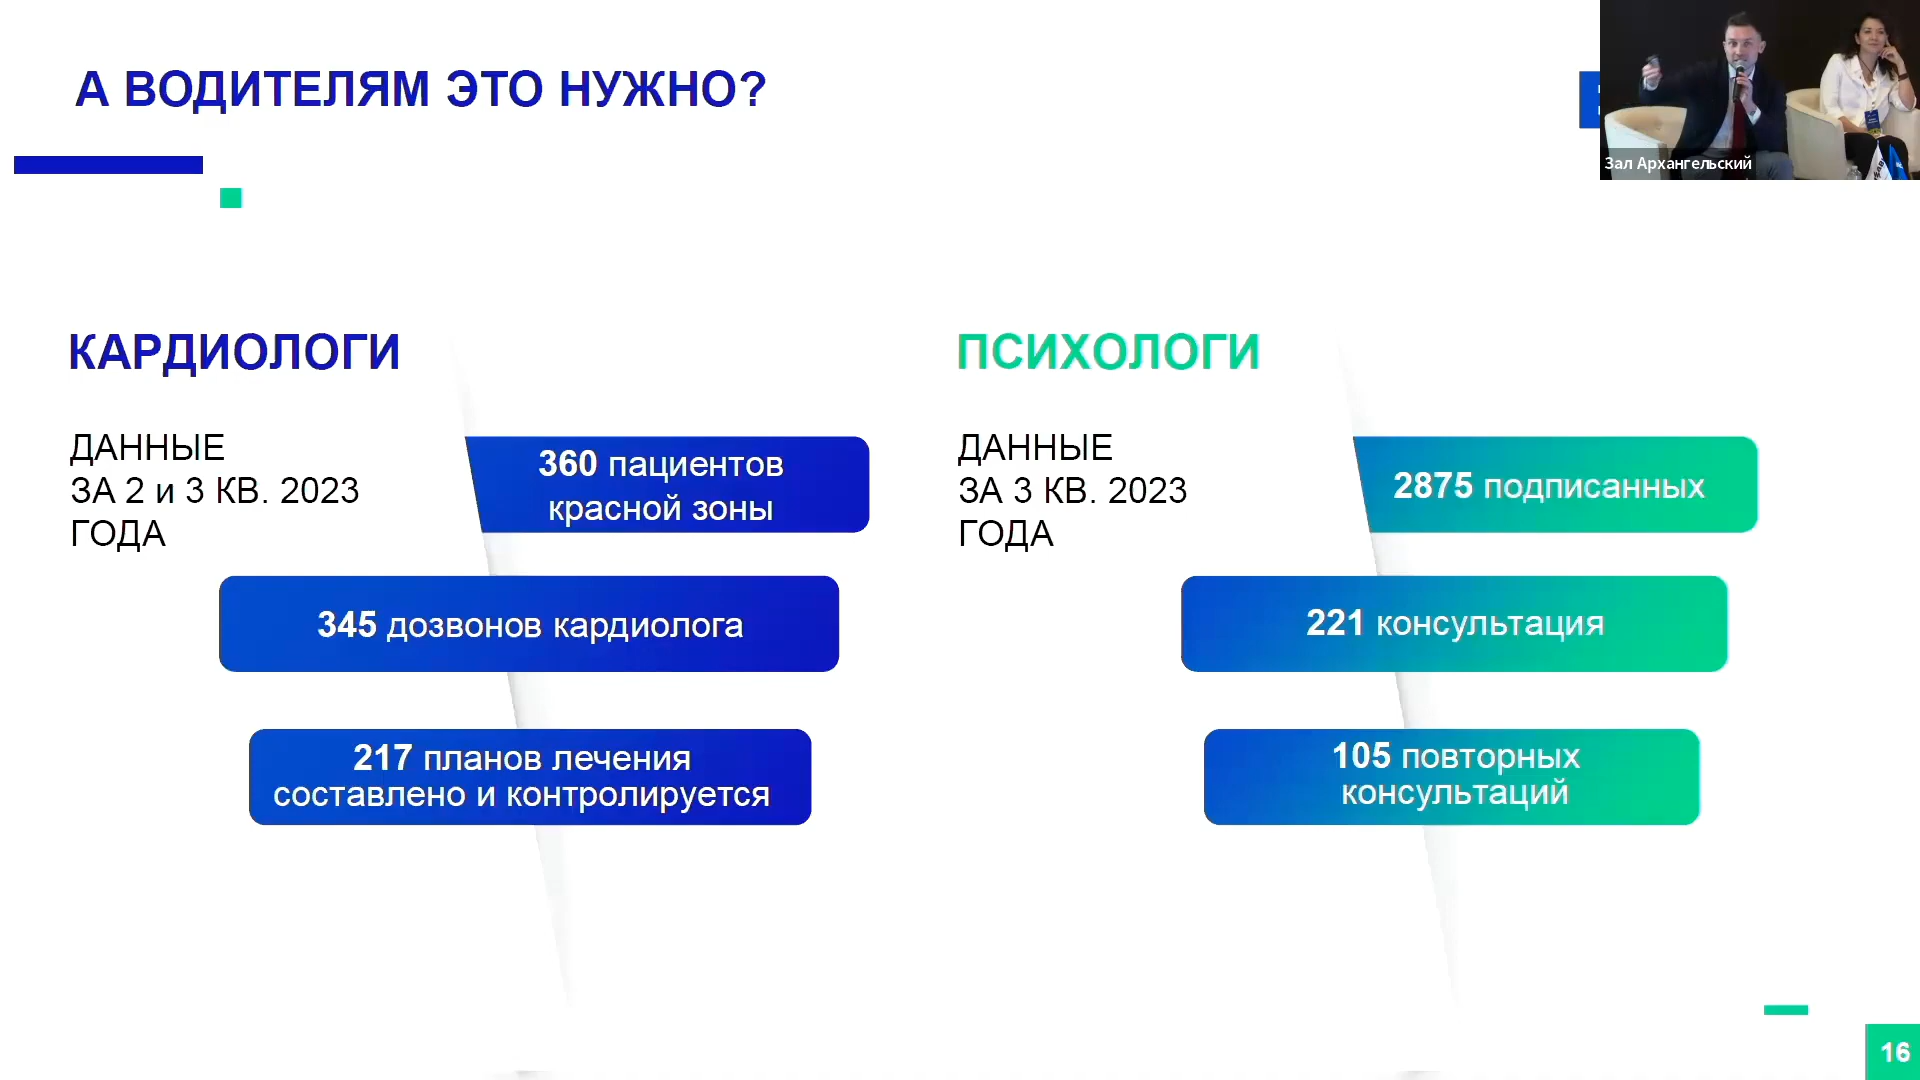 А ВОДИТЕЛЯМ ЭТО НУЖНО?
Зал Архангельский
КАРДИОЛОГИ
ДАННЫЕ
ЗА 2 и 3 КВ. 2023
ГОДА
360 пациентов
красной зоны
345 дозвонов кардиолога
217 планов лечения
составлено и контролируется
ПСИХОЛОГИ
ДАННЫЕ
ЗА 3 КВ. 2023
ГОДА
2875 подписанных
221 консультация
105 повторных
консультаций
16